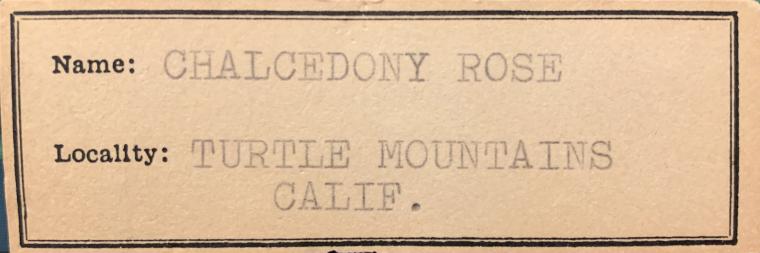 Name: CHALCEDONY ROSE
Locality: TURTLE MOUNTAINS
CALIF.